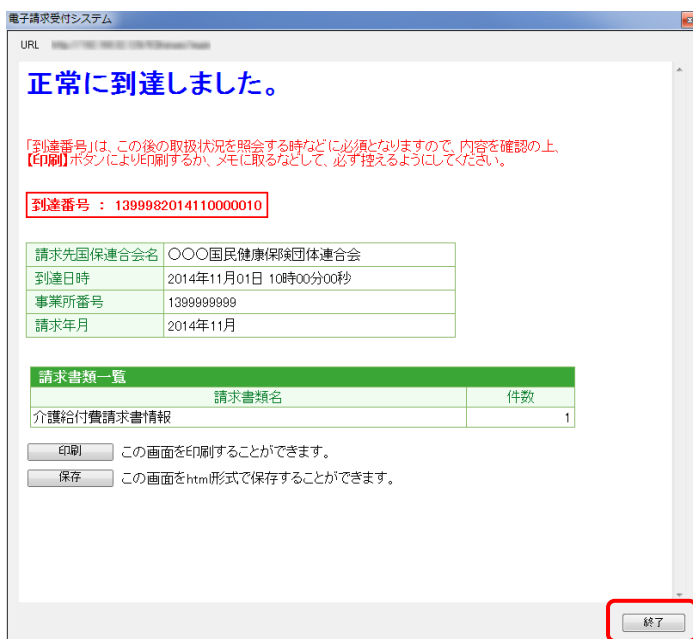 電子請求受付システム
URL
正常に到達しました。
「到達番号」は、この後の取扱状況を照会する時などに必須となりますので、内容を確認の上、
【印刷】ボタンにより印刷するか、メモに取るなどして、必ず控えるようにしてください。
到達番号 ： 1399982014110000010
請求先国保連合会名 〇〇〇国民健康保険団体連合会
到達日時 2014年11月01日 10時00分00秒
事業所番号 1399999999
請求年月 2014年11月
請求書類一覧
請求書類名 件数
介護給付費請求書情報 1
印刷 この画面を印刷することができます。
保存 この画面をhtml形式で保存することができます。
終了